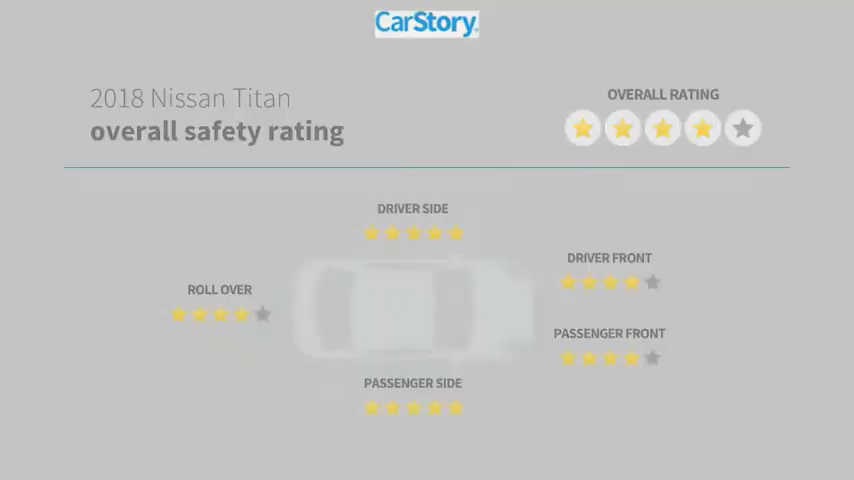 CarStory.
2018 Nissan Titan
overall safety rating
OVERALL RATING
DRIVER SIDE
DRIVER FRONT
ROLL OVER
PASSENGER FRONT
PASSENGER SIDE